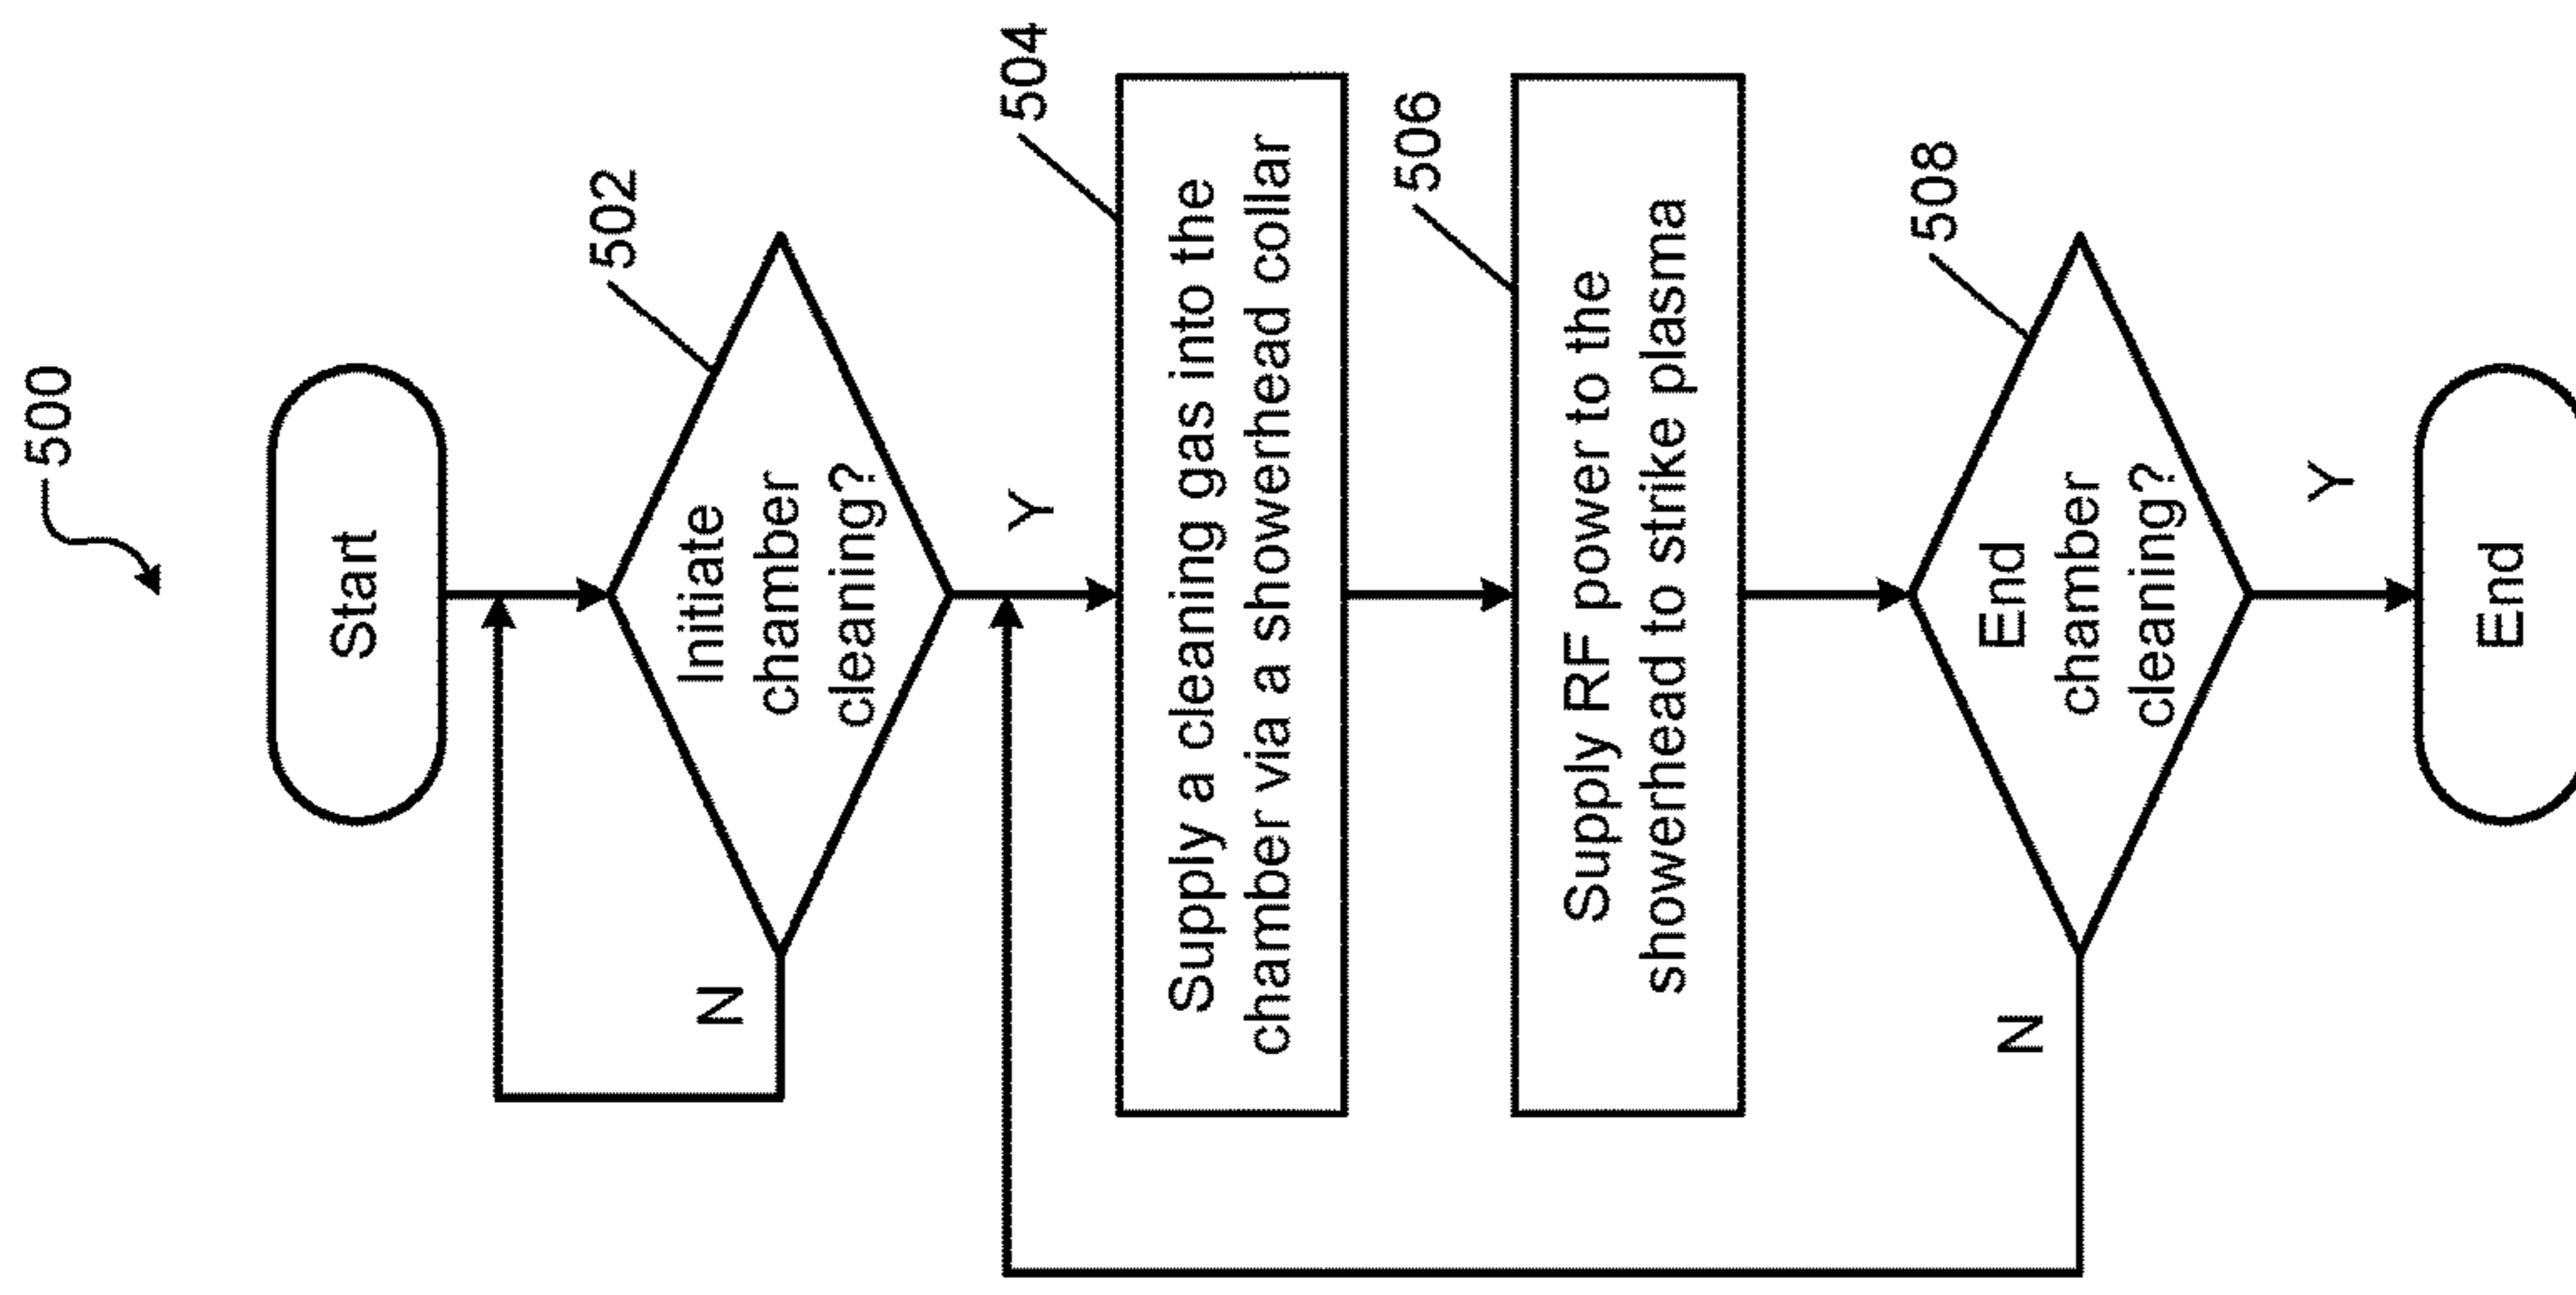 500
Start
502
Initiate
chamber
cleaning?
N
Y
504
Supply a cleaning gas into the
chamber via a showerhead collar
506
Supply RF power to the
showerhead to strike plasma
508
End
chamber
cleaning?
N
Y
End